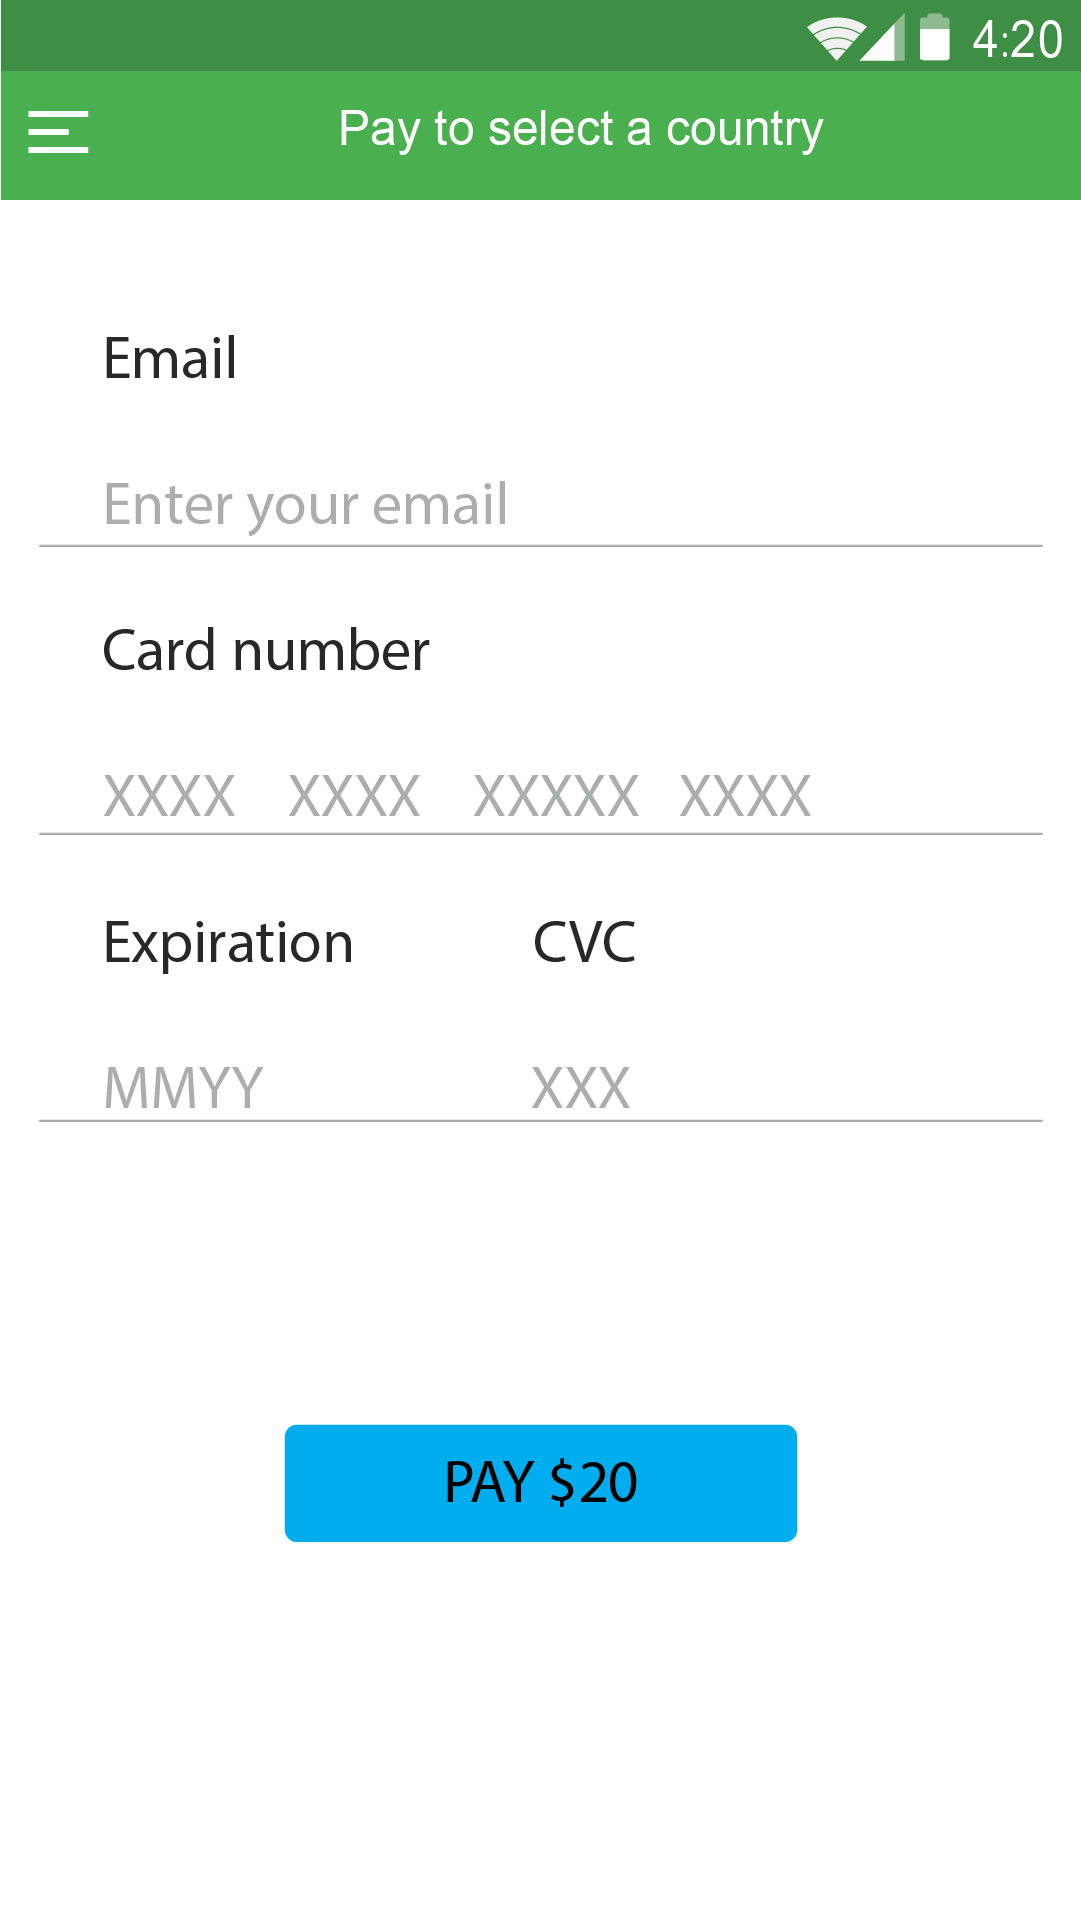 4:20
Pay to select a country
Email
Enter your email
Card number
XXXX XXXX XXXXX XXXX
Expiration CVC
MMYY XXX
PAY $20